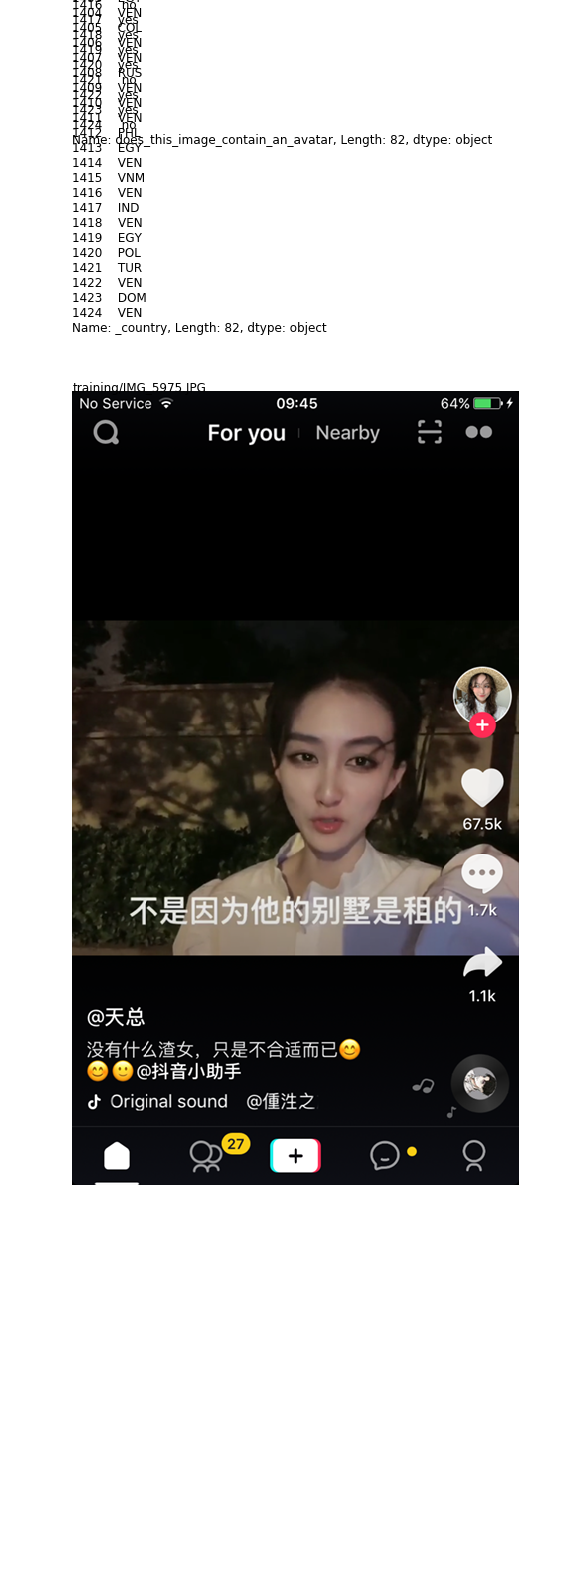 1416 no
1404 VEN
1417 yes
1405 COL
1418 yes
1406 VEN
1419 yes
1407 VEN
1420 yes
1408 RUS
1421 no
1409 VEN
1422 yes
1410 VEN
1423 yes
1411 VEN
1424 no
1412 PHL
Name: does_this_image_contain_an_avatar, Length: 82, dtype: object
1413 EGY
1414 VEN
1415 VNM
1416 VEN
1417 IND
1418 VEN
1419 EGY
1420 POL
1421 TUR
1422 VEN
1423 DOM
1424 VEN
Name: _country, Length: 82, dtype: object
training/IMG_5975.JPG
No Service 09:45 64%
For you Nearby
67.5k
不是因为他的别墅是租的
1.7k
1.1k
@天总
没有什么渣女，只是不合适而已😊
😊🙂@抖音小助手
Original sound @偅泩之
27